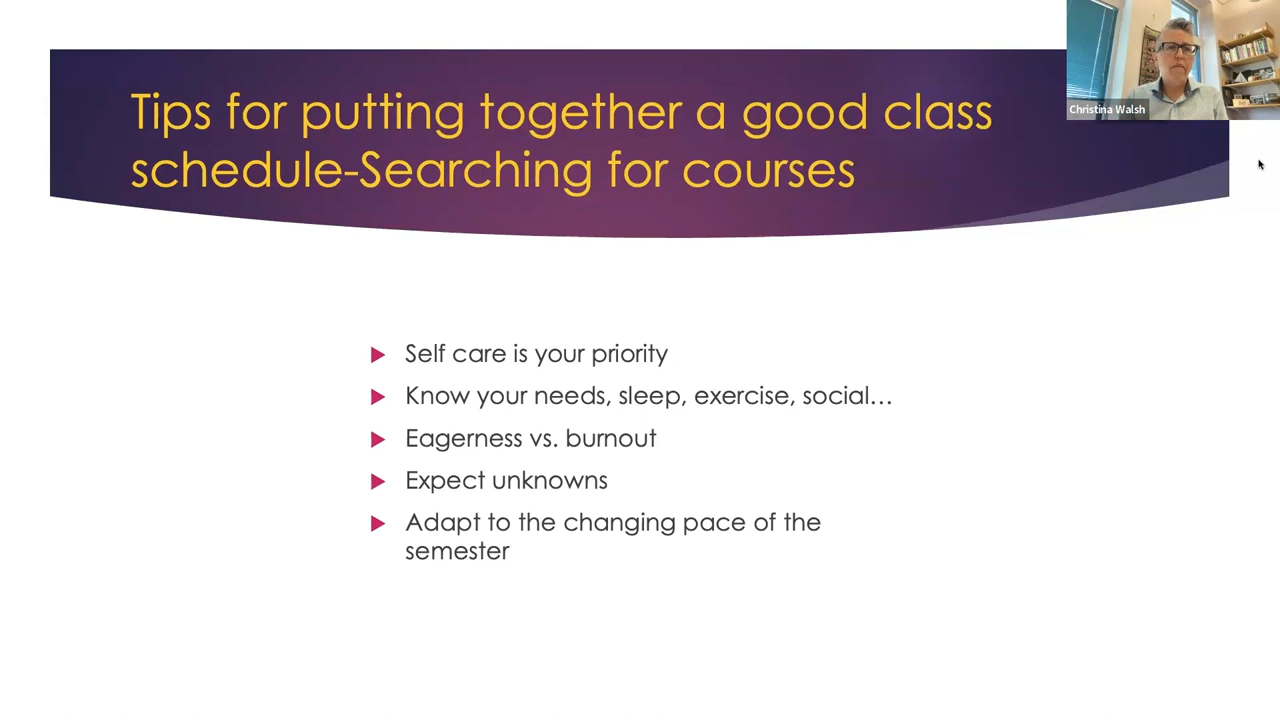 Tips for putting together a good class
schedule-Searching for courses
Christina Walsh
Self care is your priority
Know your needs, sleep, exercise, social…
Eagerness vs. burnout
Expect unknowns
Adapt to the changing pace of the
semester